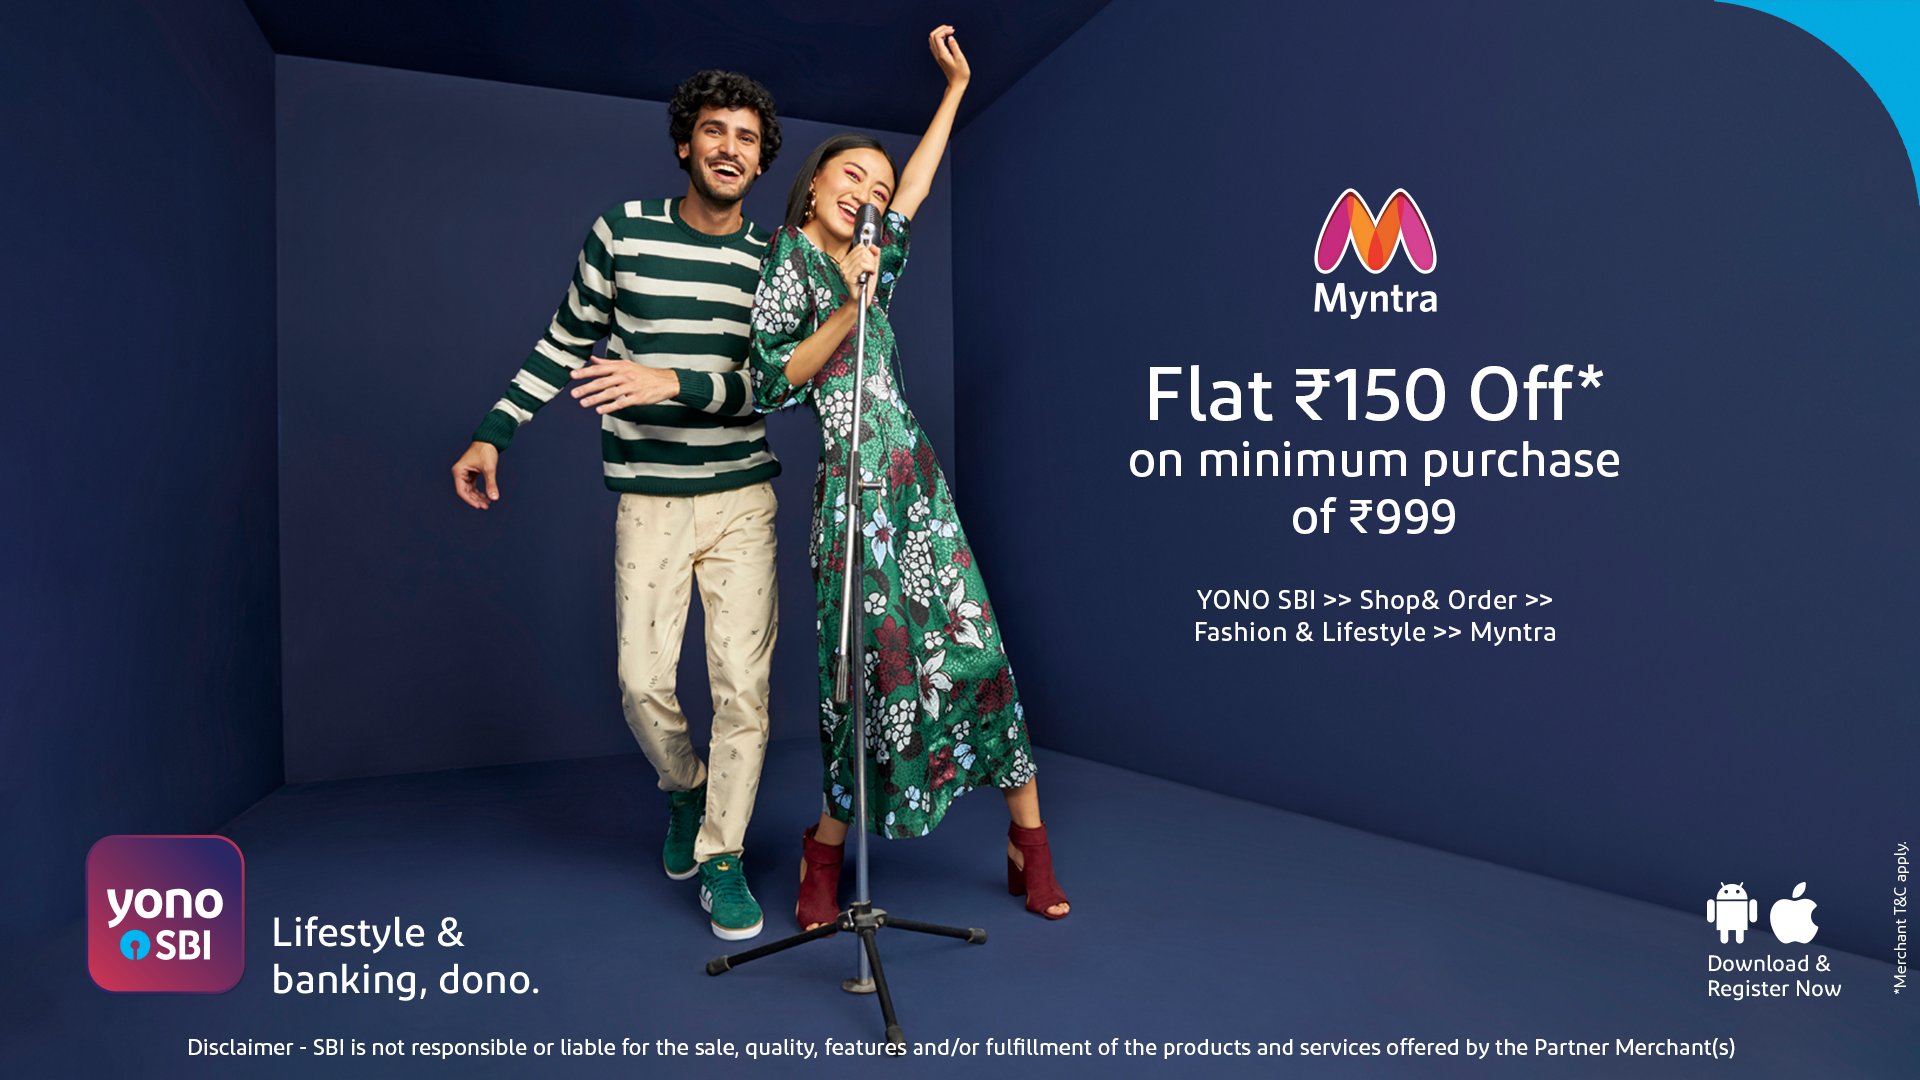 Myntra
Flat ₹150 Off*
on minimum purchase
of ₹999
YONO SBI >> Shop& Order >>
Fashion & Lifestyle >> Myntra
yono
SBI
Lifestyle &
banking, dono.
Download &
Register Now
*Merchant T&C apply.
Disclaimer - SBI is not responsible or liable for the sale, quality, features and/or fulfillment of the products and services offered by the Partner Merchant(s)